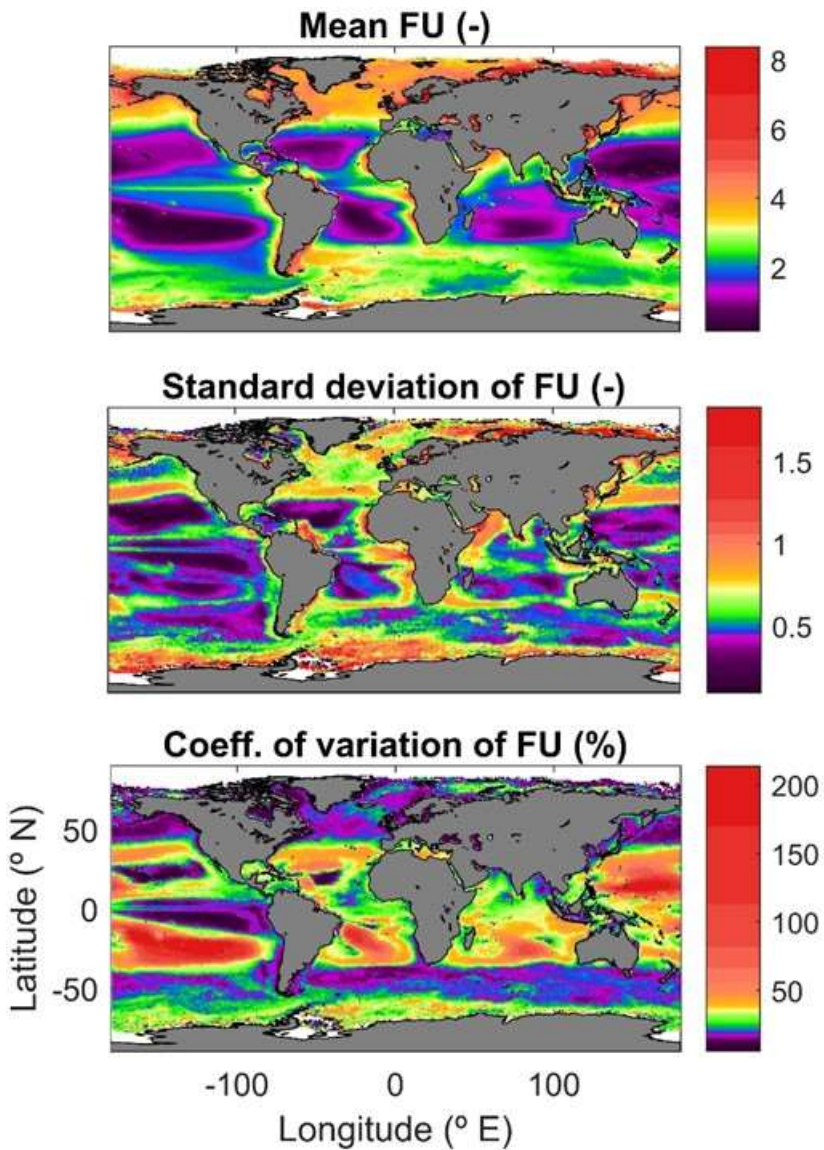 Mean FU (-)
8
6
4
2
Standard deviation of FU (-)
1.5
1
0.5
Coeff. of variation of FU (%)
200
150
100
50
50
0
-50
Latitude (º N)
-100 0 100
Longitude (º E)